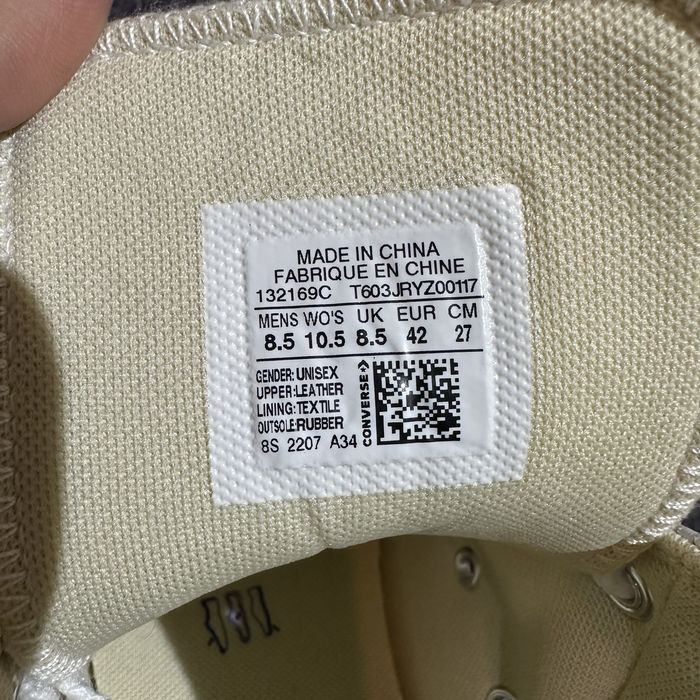 MADE IN CHINA
FABRIQUE EN CHINE
132169C T603JRYZ00117
MENS WO'S UK EUR CM
8.5 10.5 8.5 42 27
GENDER: UNISEX
UPPER: LEATHER
LINING: TEXTILE
OUTSOLE: RUBBER
8S 2207 A34
CONVERSE